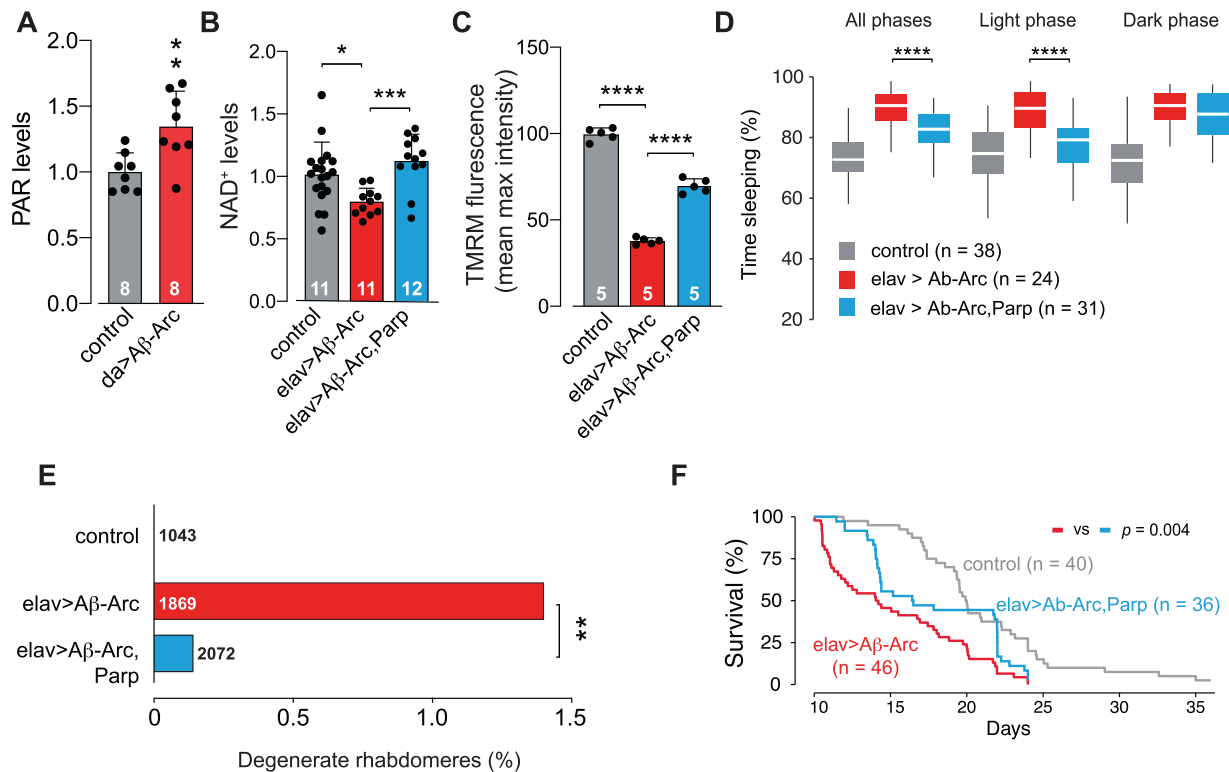 A
PAR levels
2.0
1.5
1.0
0.5
0.0
**
8
8
control
da>Aβ-Arc
B
NAD+ levels
2.0
1.5
1.0
0.5
0.0
*
***
11
11
12
control
elav>Aβ-Arc
elav>Aβ-Arc,Parp
C
TMRM flurescence
(mean max intensity)
150
100
50
0
****
****
5
5
5
control
elav>Aβ-Arc
elav>Aβ-Arc,Parp
D
All phases
Light phase
Dark phase
****
****
Time sleeping (%)
100
80
60
40
20
control (n = 38)
elav > Ab-Arc (n = 24)
elav > Ab-Arc,Parp (n = 31)
E
control
1043
elav>Aβ-Arc
1869
elav>Aβ-Arc,
Parp
2072
**
0
0.5
1.0
1.5
Degenerate rhabdomeres (%)
F
Survival (%)
100
75
50
25
0
vs p = 0.004
control (n = 40)
elav>Ab-Arc,Parp (n = 36)
elav>Aβ-Arc
(n = 46)
10
15
20
25
30
35
Days